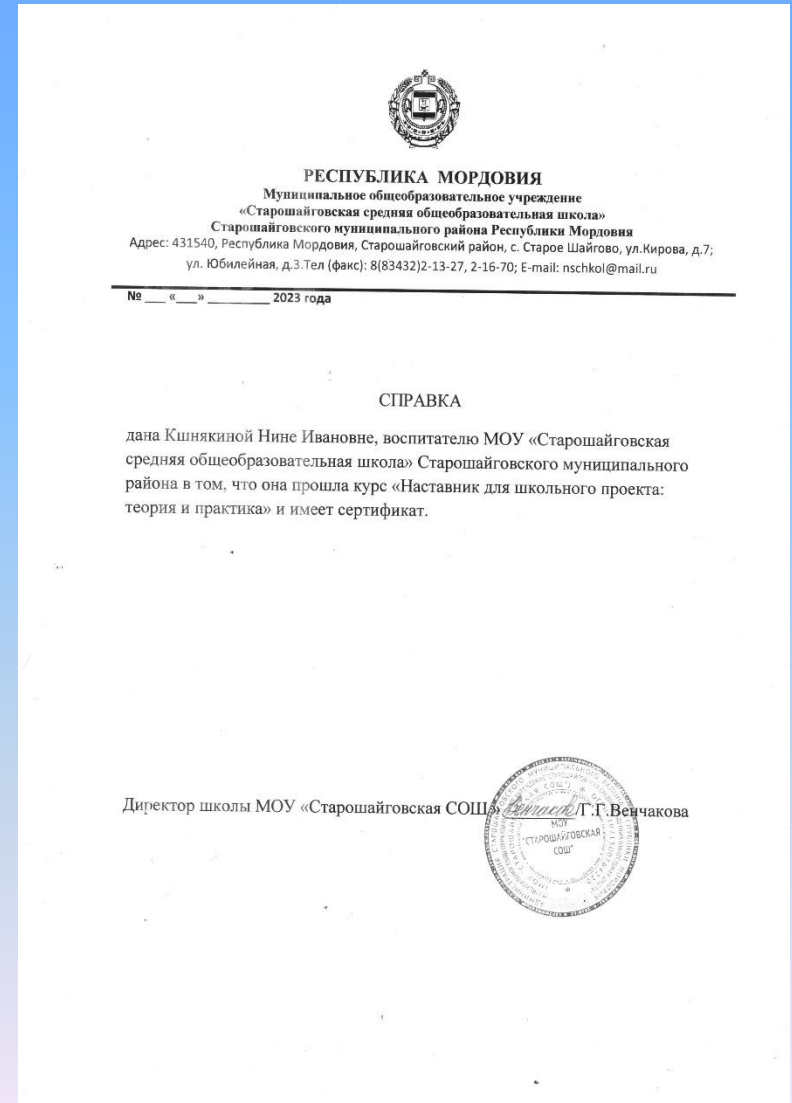 РЕСПУБЛИКА МОРДОВИЯ
Муниципальное общеобразовательное учреждение
«Старошайговская средняя общеобразовательная школа»
Старошайговского муниципального района Республики Мордовия
Адрес: 431540, Республика Мордовия, Старошайговский район, с. Старое Шайгово, ул.Кирова, д.7;
ул. Юбилейная, д.3.Тел (факс): 8(83432)2-13-27, 2-16-70; E-mail: nschkol@mail.ru
№ ___ «___» __________ 2023 года
СПРАВКА
дана Кшнякиной Нине Ивановне, воспитателю МОУ «Старошайговская
средняя общеобразовательная школа» Старошайговского муниципального
района в том, что она прошла курс «Наставник для школьного проекта:
теория и практика» и имеет сертификат.
Директор школы МОУ «Старошайговская СОШ» /Г.Г.Венчакова
МОУ
"СТАРОШАЙГОВСКАЯ
СОШ"